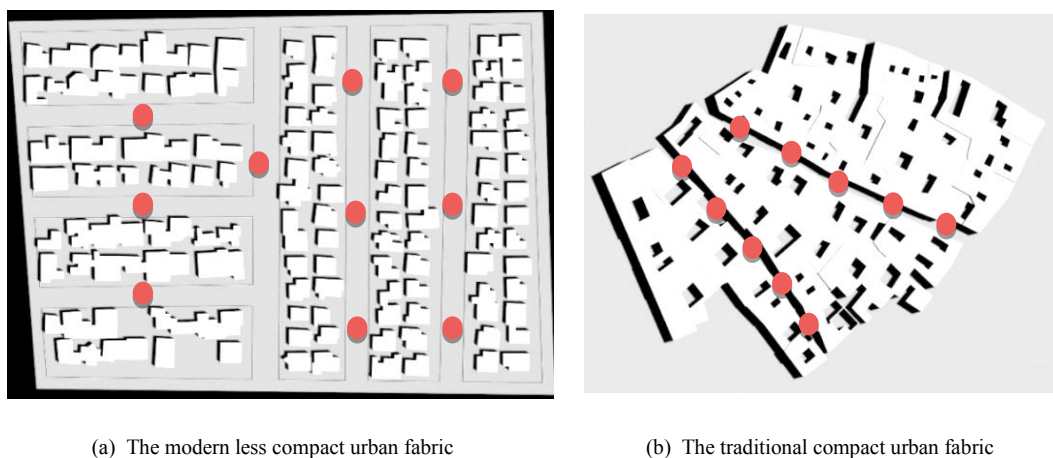 (a) The modern less compact urban fabric
(b) The traditional compact urban fabric